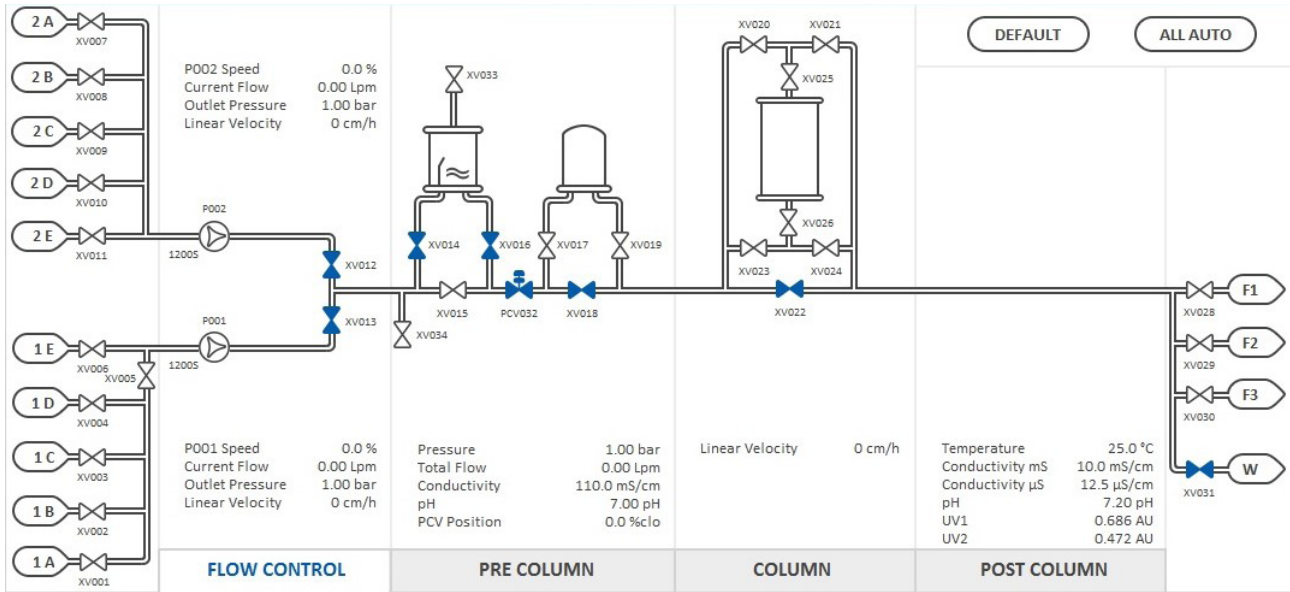 2 A
XV007
2 B
XV008
2 C
XV009
2 D
XV010
2 E
XV011
P002 Speed 0.0 %
Current Flow 0.00 Lpm
Outlet Pressure 1.00 bar
Linear Velocity 0 cm/h
P002
12005
XV012
XV013
P001
12005
1 E
XV006
XV005
1 D
XV004
1 C
XV003
1 B
XV002
1 A
XV001
P001 Speed 0.0 %
Current Flow 0.00 Lpm
Outlet Pressure 1.00 bar
Linear Velocity 0 cm/h
FLOW CONTROL
XV033
XV014
XV016
XV017
XV019
XV015
PCV032
XV018
XV034
Pressure 1.00 bar
Total Flow 0.00 Lpm
Conductivity 110.0 mS/cm
pH 7.00 pH
PCV Position 0.0 %clo
PRE COLUMN
XV020
XV021
XV025
XV026
XV023
XV024
XV022
Linear Velocity 0 cm/h
COLUMN
DEFAULT
ALL AUTO
Temperature 25.0 °C
Conductivity mS 10.0 mS/cm
Conductivity µS 12.5 µS/cm
pH 7.20 pH
UV1 0.686 AU
UV2 0.472 AU
POST COLUMN
F1
XV028
F2
XV029
F3
XV030
W
XV031